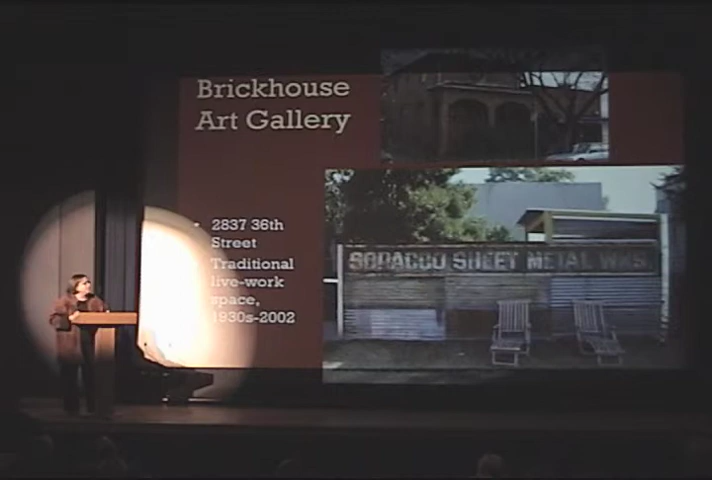 Brickhouse
Art Gallery
2837 36th
Street
Traditional
live-work
space,
1930s-2002
SHEET METAL WKS.